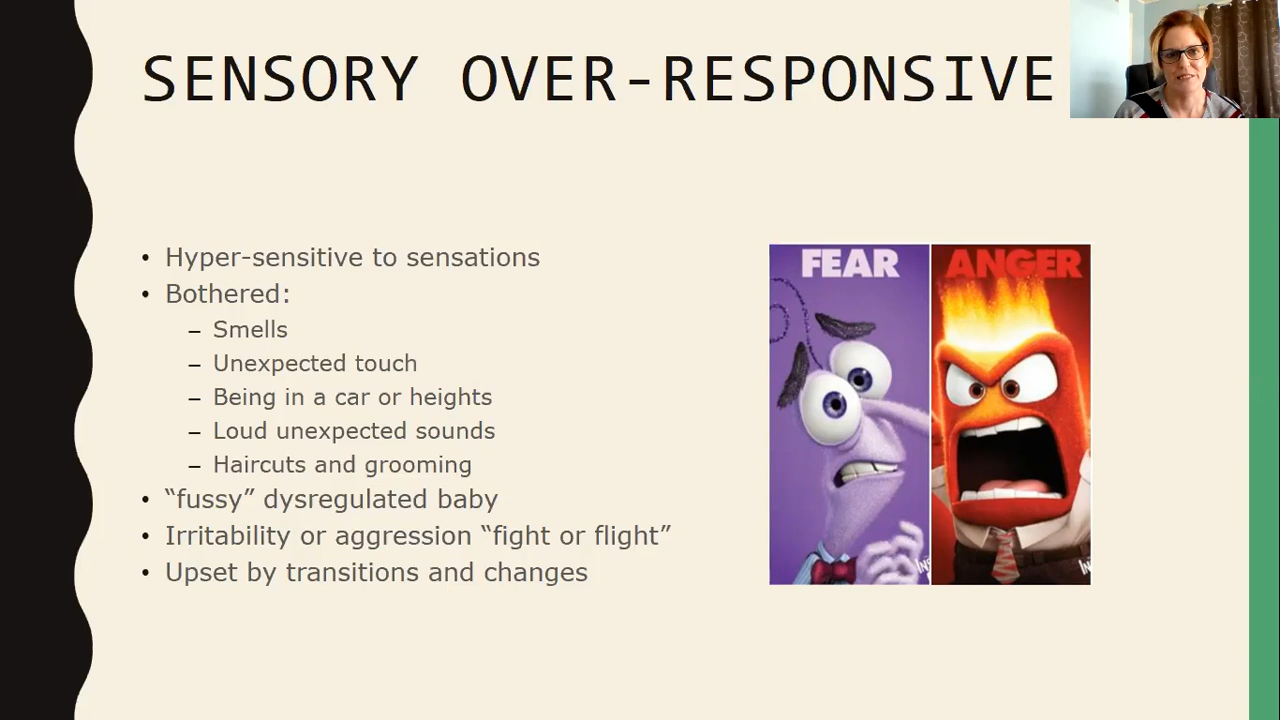 SENSORY OVER-RESPONSIVE
• Hyper-sensitive to sensations
• Bothered:
– Smells
– Unexpected touch
– Being in a car or heights
– Loud unexpected sounds
– Haircuts and grooming
• “fussy” dysregulated baby
• Irritability or aggression “fight or flight”
• Upset by transitions and changes
FEAR
ANGER